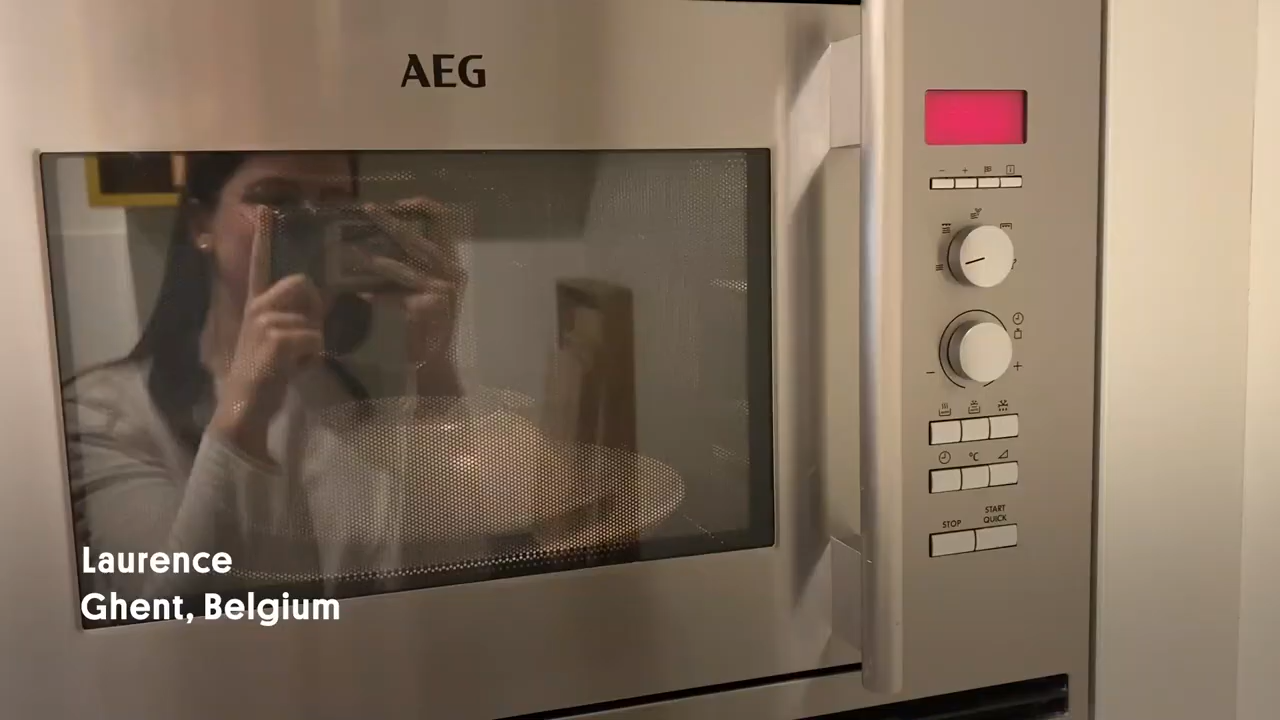 AEG
°C
STOP
START
QUICK
Laurence
Ghent, Belgium